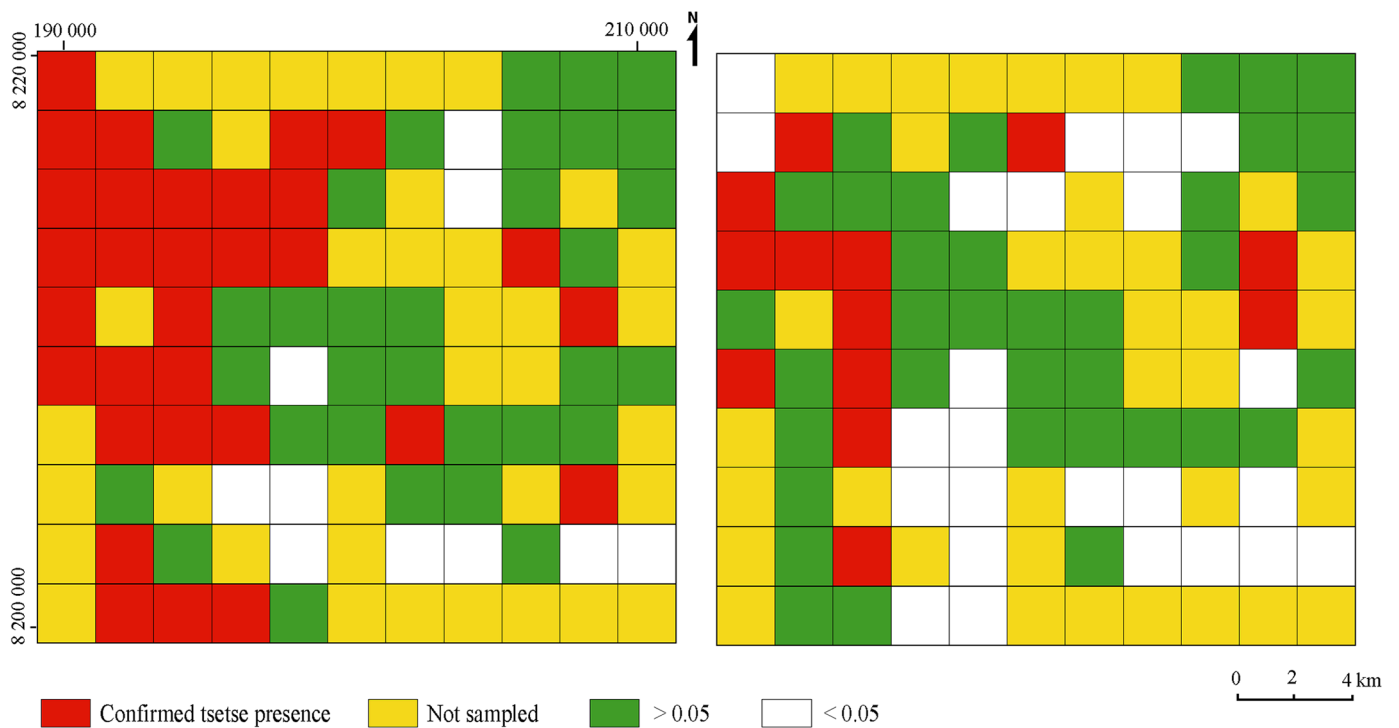 190 000
210 000
N
8 220 000
8 200 000
0 2 4 km
Confirmed tsetse presence
Not sampled
> 0.05
< 0.05